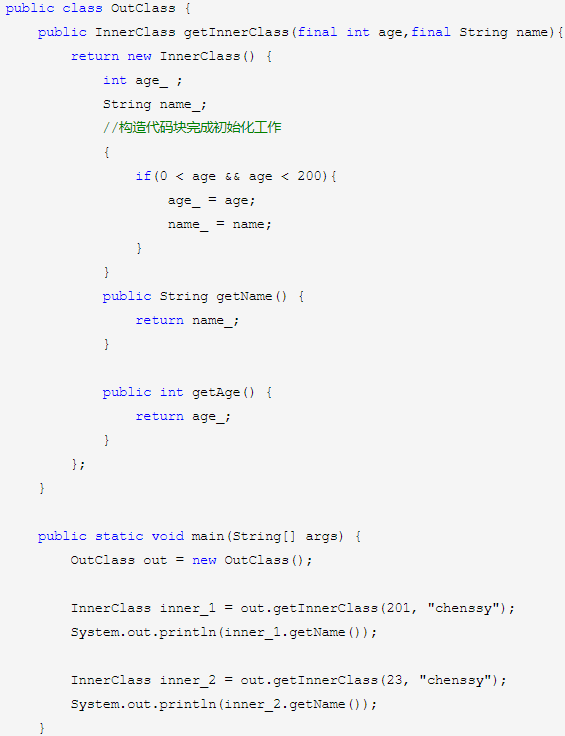 public class OutClass {
    public InnerClass getInnerClass(final int age,final String name){
        return new InnerClass() {
            int age_ ;
            String name_;
            //构造代码块完成初始化工作
            {
                if(0 < age && age < 200){
                    age_ = age;
                    name_ = name;
                }
            }
            public String getName() {
                return name_;
            }

            public int getAge() {
                return age_;
            }
        };
    }

    public static void main(String[] args) {
        OutClass out = new OutClass();

        InnerClass inner_1 = out.getInnerClass(201, "chenssy");
        System.out.println(inner_1.getName());

        InnerClass inner_2 = out.getInnerClass(23, "chenssy");
        System.out.println(inner_2.getName());
    }